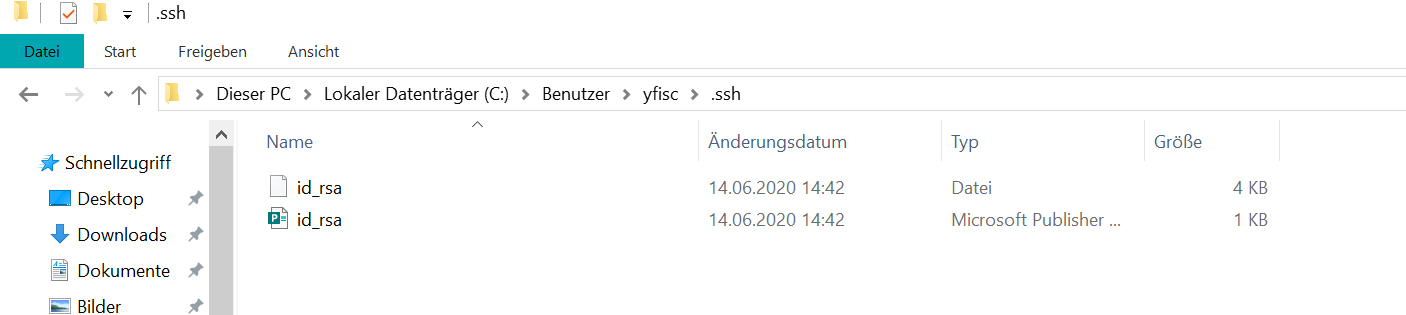 .ssh
Datei Start Freigeben Ansicht
Dieser PC Lokaler Datenträger (C:) Benutzer yfisc .ssh
Name Änderungsdatum Typ Größe
Schnellzugriff
id_rsa 14.06.2020 14:42 Datei 4 KB
Desktop
id_rsa 14.06.2020 14:42 Microsoft Publisher ... 1 KB
Downloads
Dokumente
Bilder